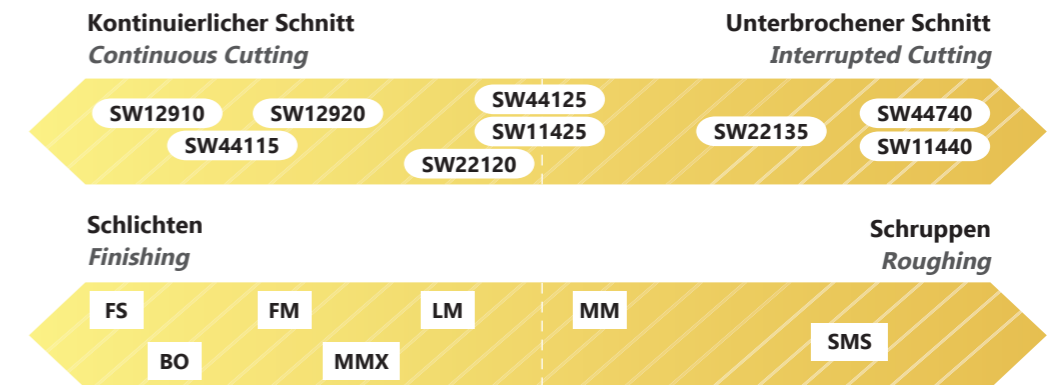 Kontinuierlicher Schnitt
Continuous Cutting
Unterbrochener Schnitt
Interrupted Cutting
SW12910
SW12920
SW44125
SW44740
SW44115
SW11425
SW22135
SW11440
SW22120
Schlichten
Finishing
Schruppen
Roughing
FS
FM
LM
MM
SMS
BO
MMX